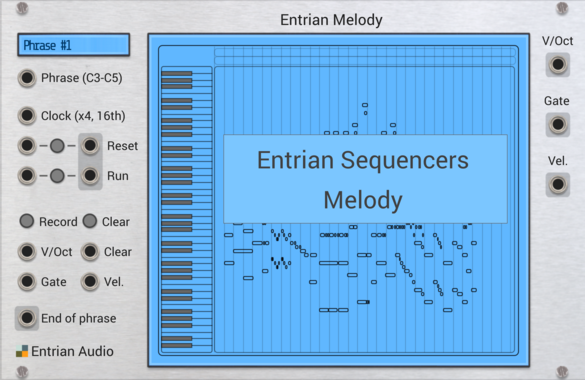 Entrian Melody
Phrase #1
Phrase (C3-C5)
Clock (x4, 16th)
Reset
Run
Record
Clear
V/Oct
Clear
Gate
Vel.
End of phrase
Entrian Audio
Entrian Sequencers
Melody
V/Oct
Gate
Vel.